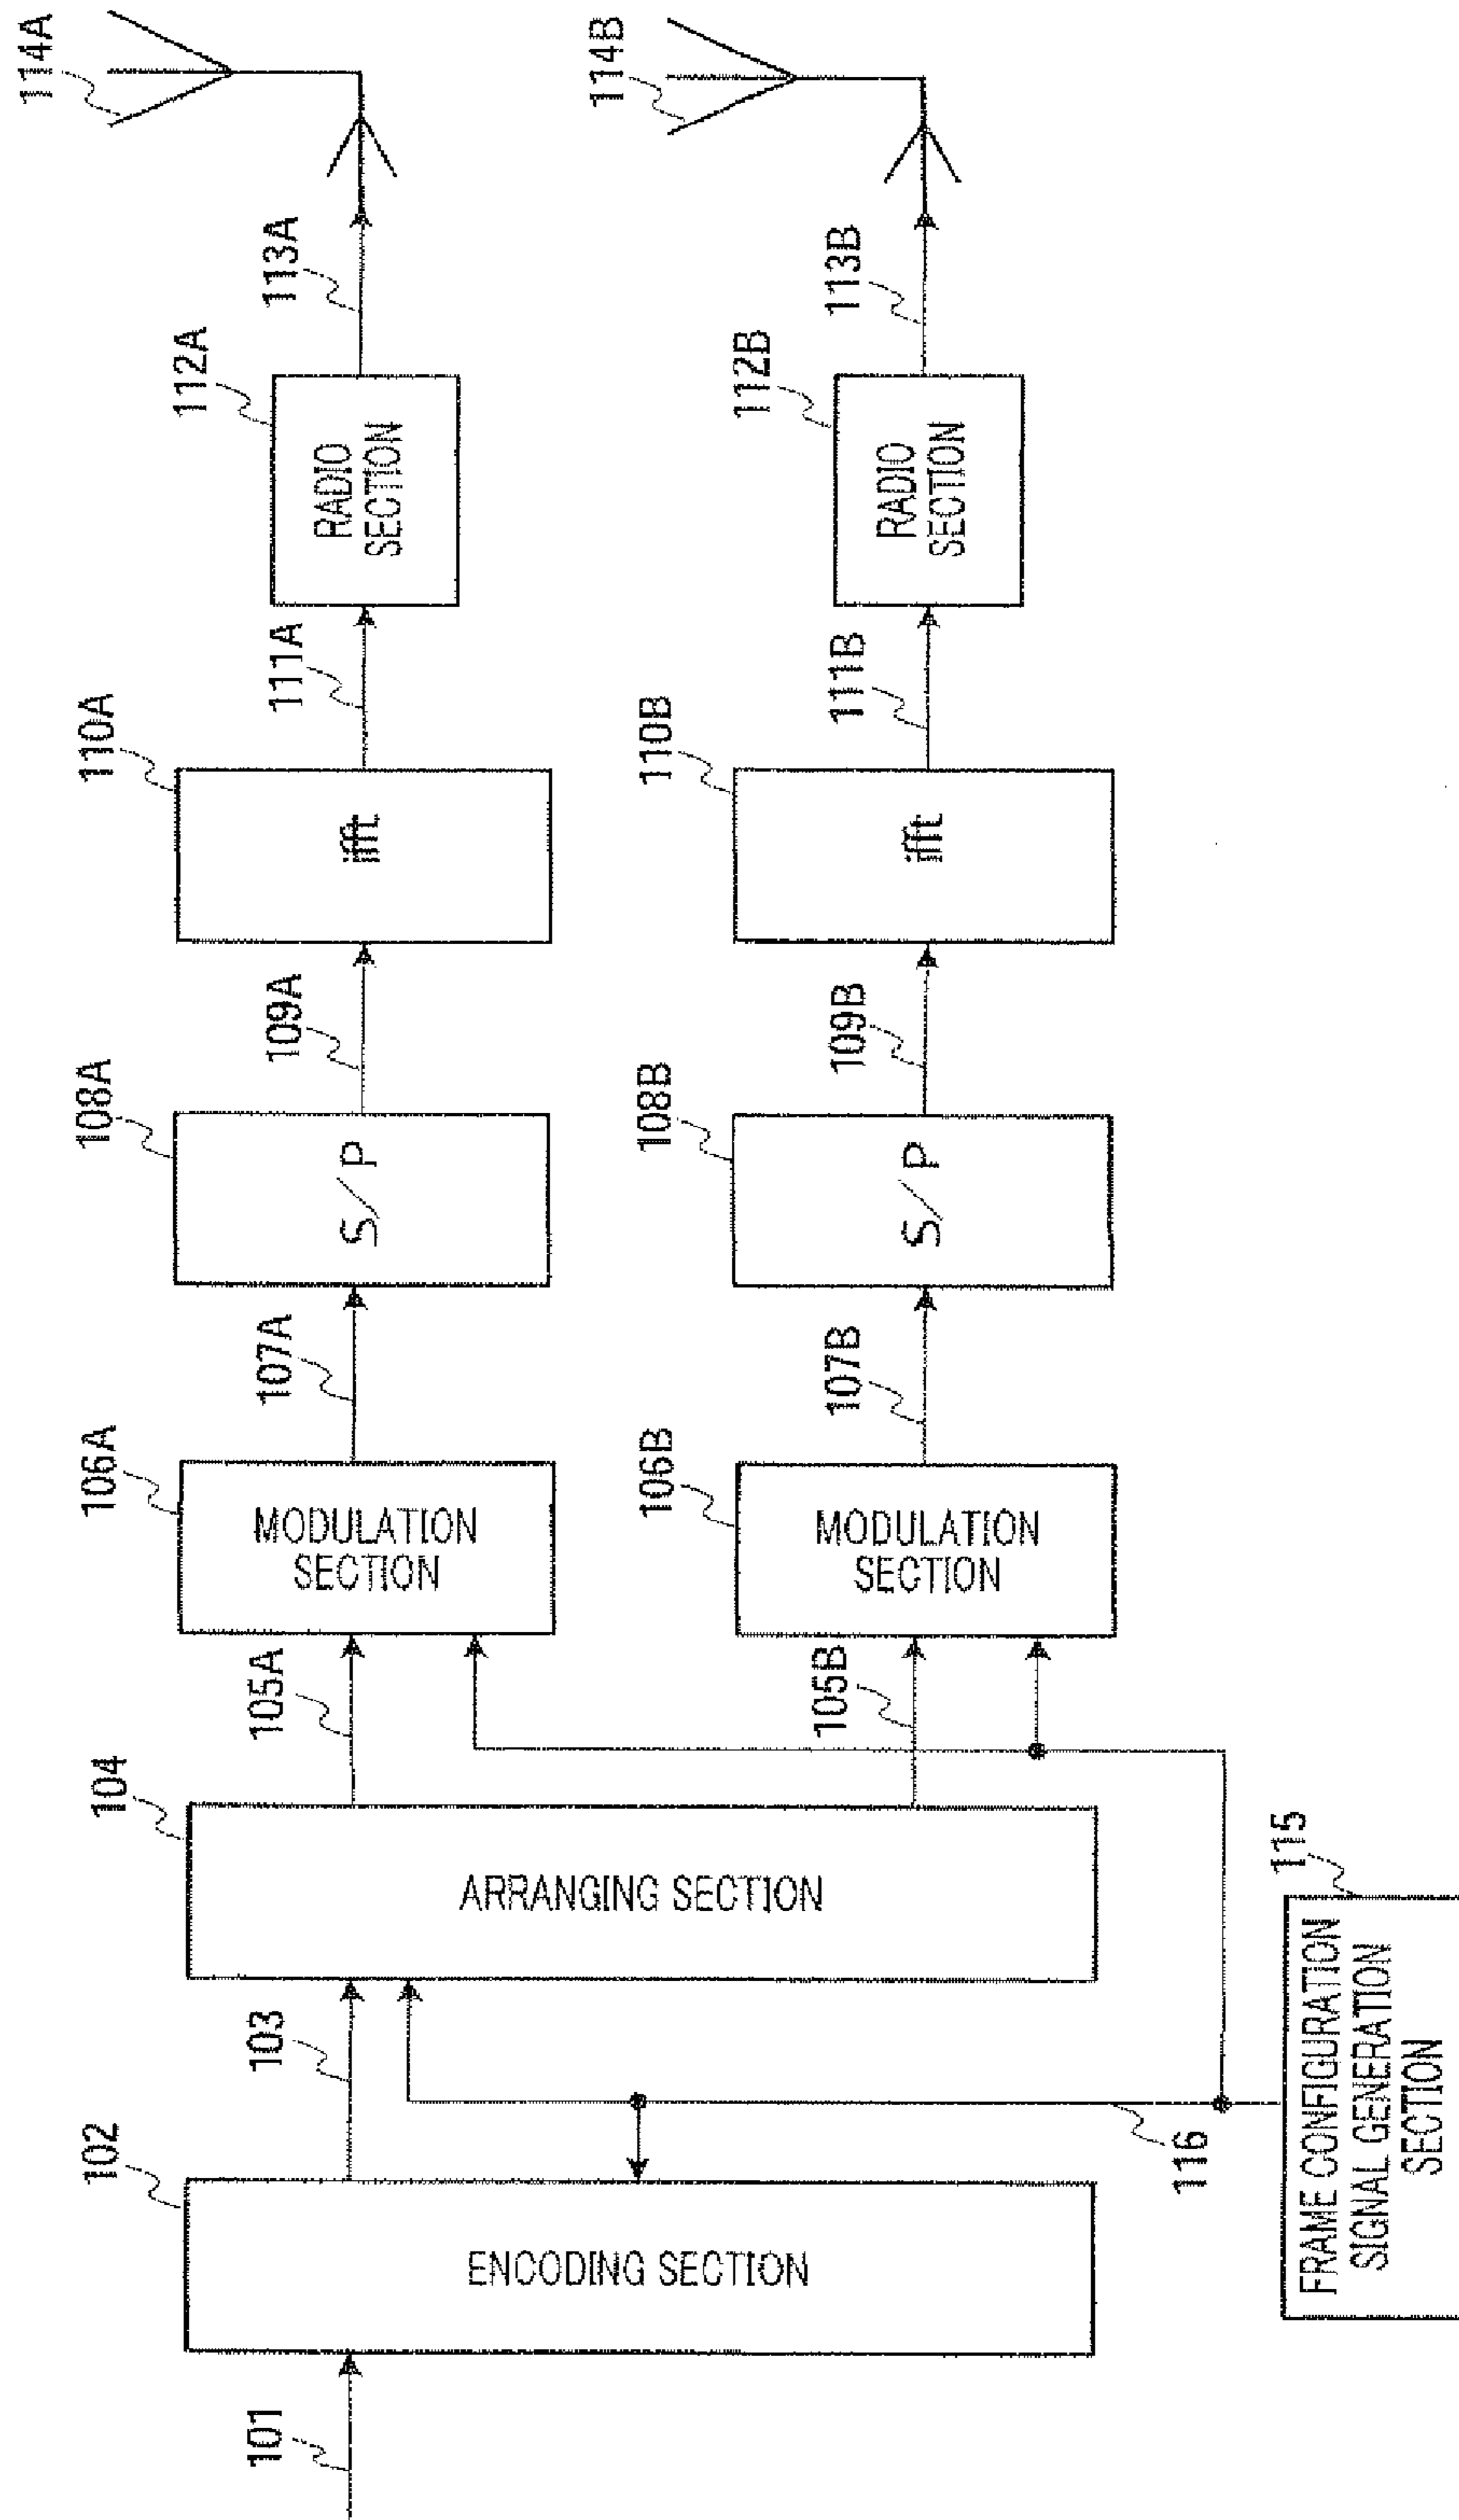 101
102
ENCODING SECTION
103
104
ARRANGING SECTION
105A
106A
MODULATION
SECTION
107A
108A
S/P
109A
110A
ifft
111A
112A
RADIO
SECTION
113A
114A
105B
106B
MODULATION
SECTION
107B
108B
S/P
109B
110B
ifft
111B
112B
RADIO
SECTION
113B
114B
116
115
FRAME CONFIGURATION
SIGNAL GENERATION
SECTION